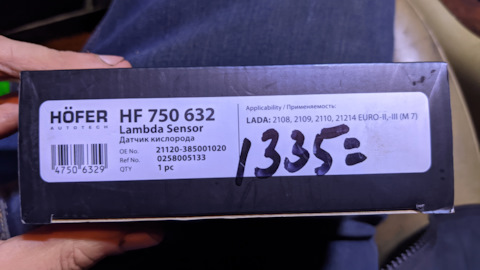 HÖFER
AUTOTECH
4750 6329
HF 750 632
Lambda Sensor
Датчик кислорода
OE No. 21120-385001020
Ref No. 0258005133
QTY 1 pc
Applicability / Применяемость:
LADA: 2108, 2109, 2110, 21214 EURO-II,-III (M 7)
1335=